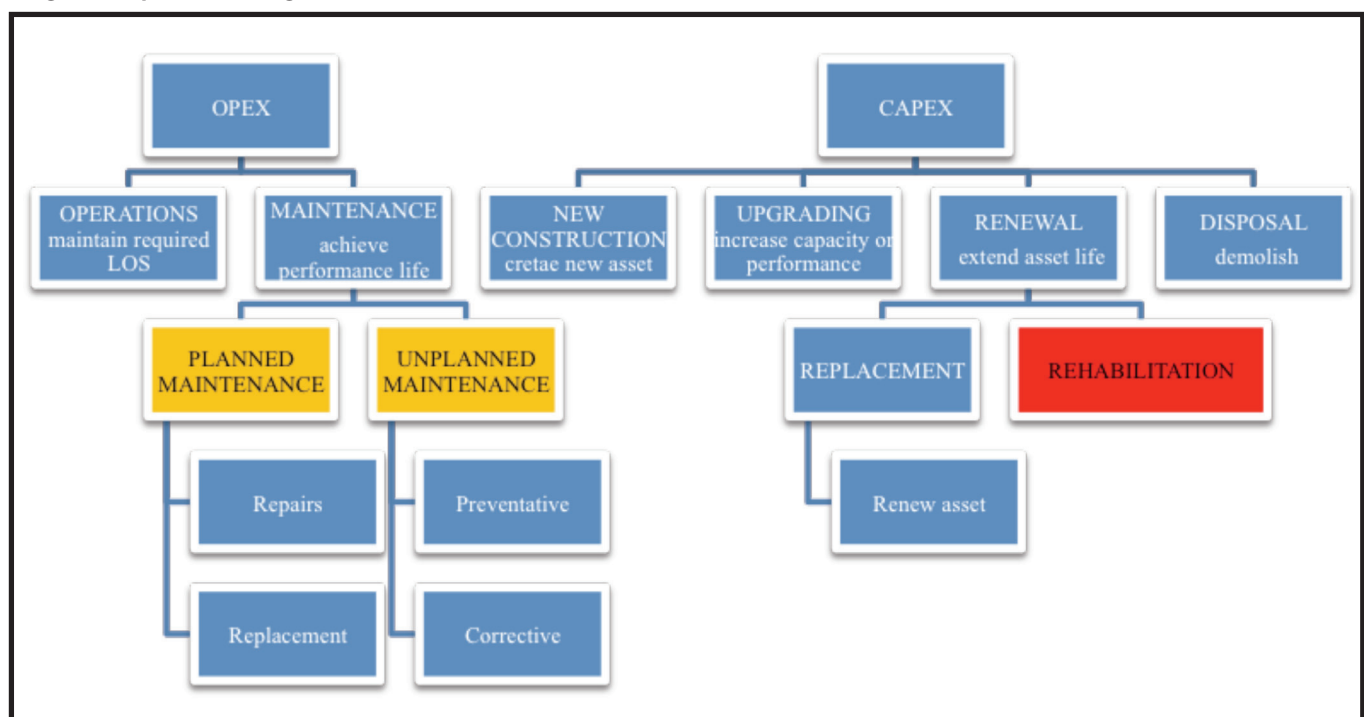 OPEX
CAPEX
OPERATIONS
maintain required
LOS
MAINTENANCE
achieve
performance life
NEW
CONSTRUCTION
cretae new asset
UPGRADING
increase capacity or
performance
RENEWAL
extend asset life
DISPOSAL
demolish
PLANNED
MAINTENANCE
UNPLANNED
MAINTENANCE
REPLACEMENT
REHABILITATION
Repairs
Preventative
Renew asset
Replacement
Corrective